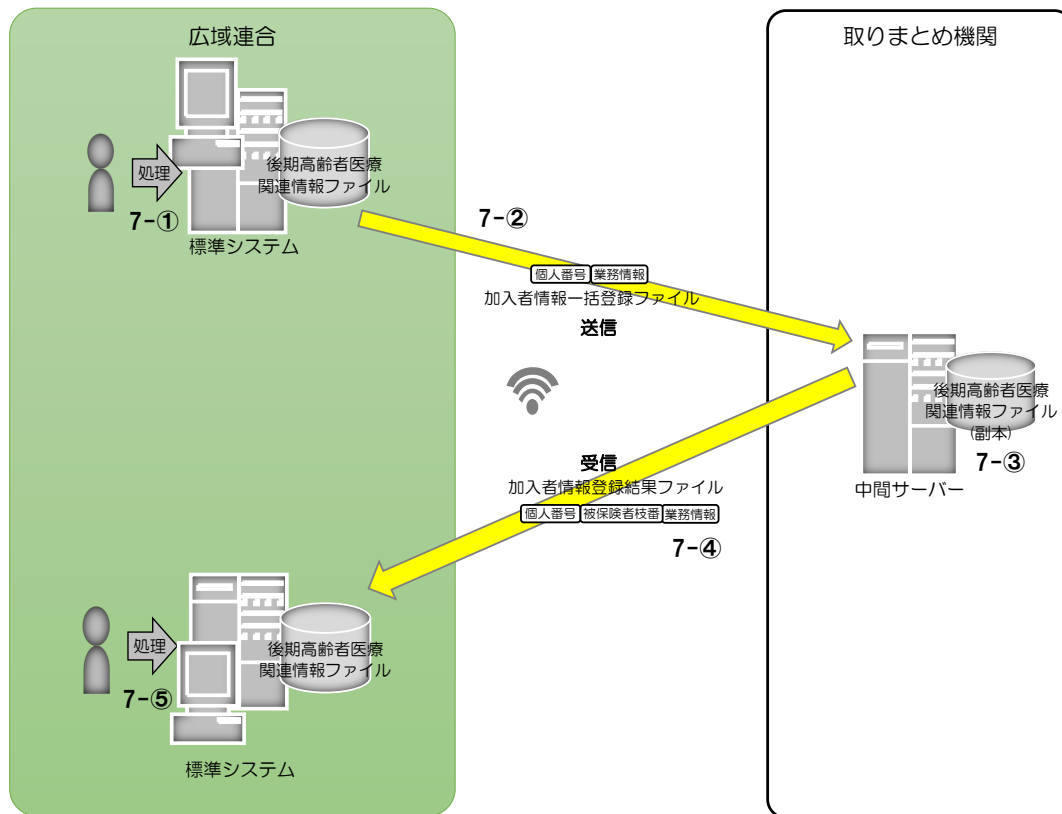 広域連合
取りまとめ機関
処理
7-①
後期高齢者医療
関連情報ファイル
標準システム
7-②
個人番号 業務情報
加入者情報一括登録ファイル
送信
後期高齢者医療
関連情報ファイル
(副本)
7-③
中間サーバー
受信
加入者情報登録結果ファイル
個人番号 被保険者枝番 業務情報
7-④
処理
7-⑤
後期高齢者医療
関連情報ファイル
標準システム